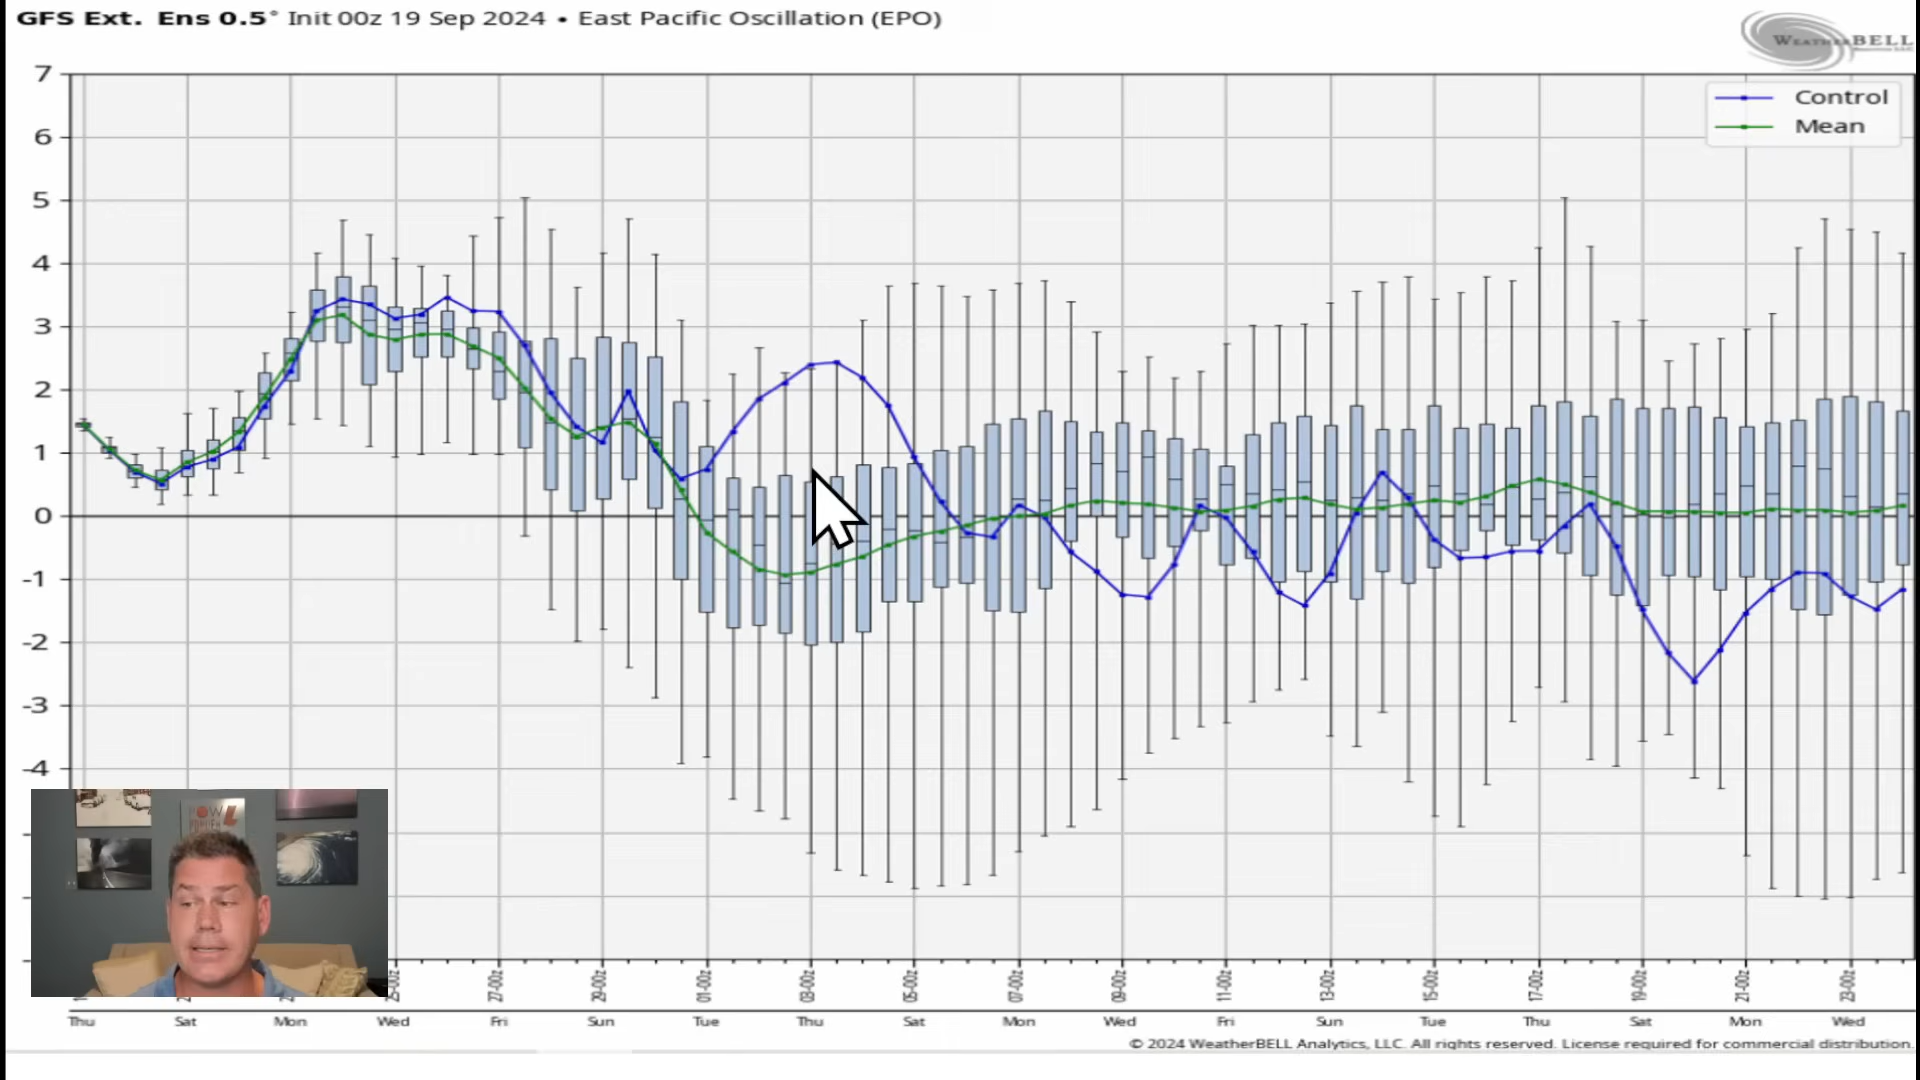 GFS Ext. Ens 0.5° Init 00z 19 Sep 2024 • East Pacific Oscillation (EPO)
WEATHERBELL
7
Control
Mean
6
5
4
3
2
1
0
-1
-2
-3
-4
25-00z 27-00z 29-00z 01-00z 03-00z 05-00z 07-00z 09-00z 11-00z 13-00z 15-00z 17-00z 19-00z 21-00z 23-00z
Thu Sat Mon Wed Fri Sun Tue Thu Sat Mon Wed Fri Sun Tue Thu Sat Mon Wed
© 2024 WeatherBELL Analytics, LLC. All rights reserved. License required for commercial distribution.